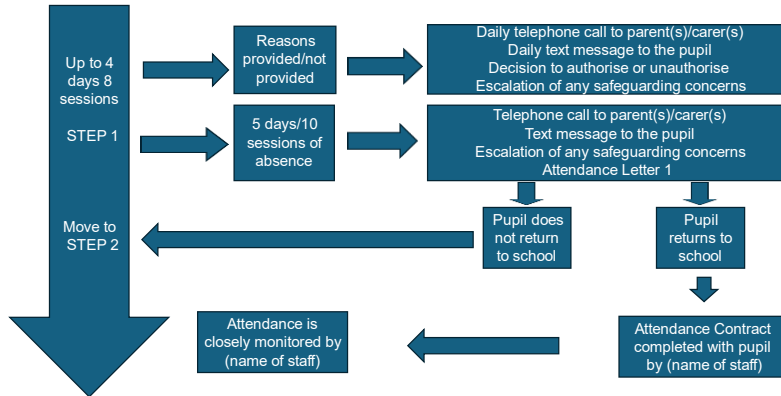 Up to 4
days 8
sessions
Reasons
provided/not
provided
Daily telephone call to parent(s)/carer(s)
Daily text message to the pupil
Decision to authorise or unauthorise
Escalation of any safeguarding concerns
STEP 1
5 days/10
sessions of
absence
Telephone call to parent(s)/carer(s)
Text message to the pupil
Escalation of any safeguarding concerns
Attendance Letter 1
Move to
STEP 2
Pupil does
not return
to school
Pupil
returns to
school
Attendance is
closely monitored by
(name of staff)
Attendance Contract
completed with pupil
by (name of staff)